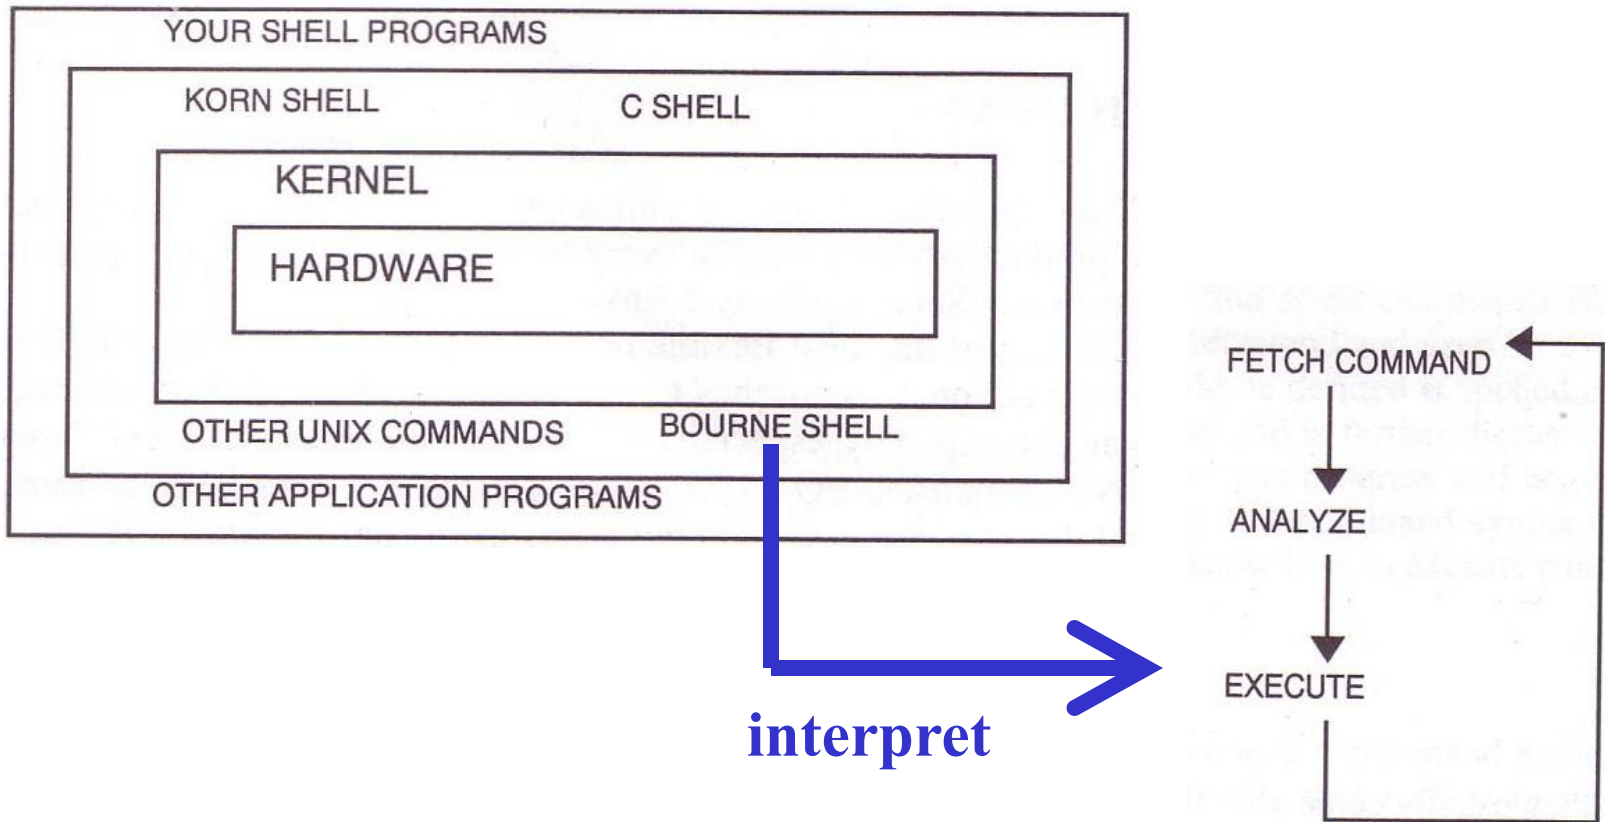 YOUR SHELL PROGRAMS
KORN SHELL
C SHELL
KERNEL
HARDWARE
OTHER UNIX COMMANDS
BOURNE SHELL
OTHER APPLICATION PROGRAMS
interpret
FETCH COMMAND
ANALYZE
EXECUTE